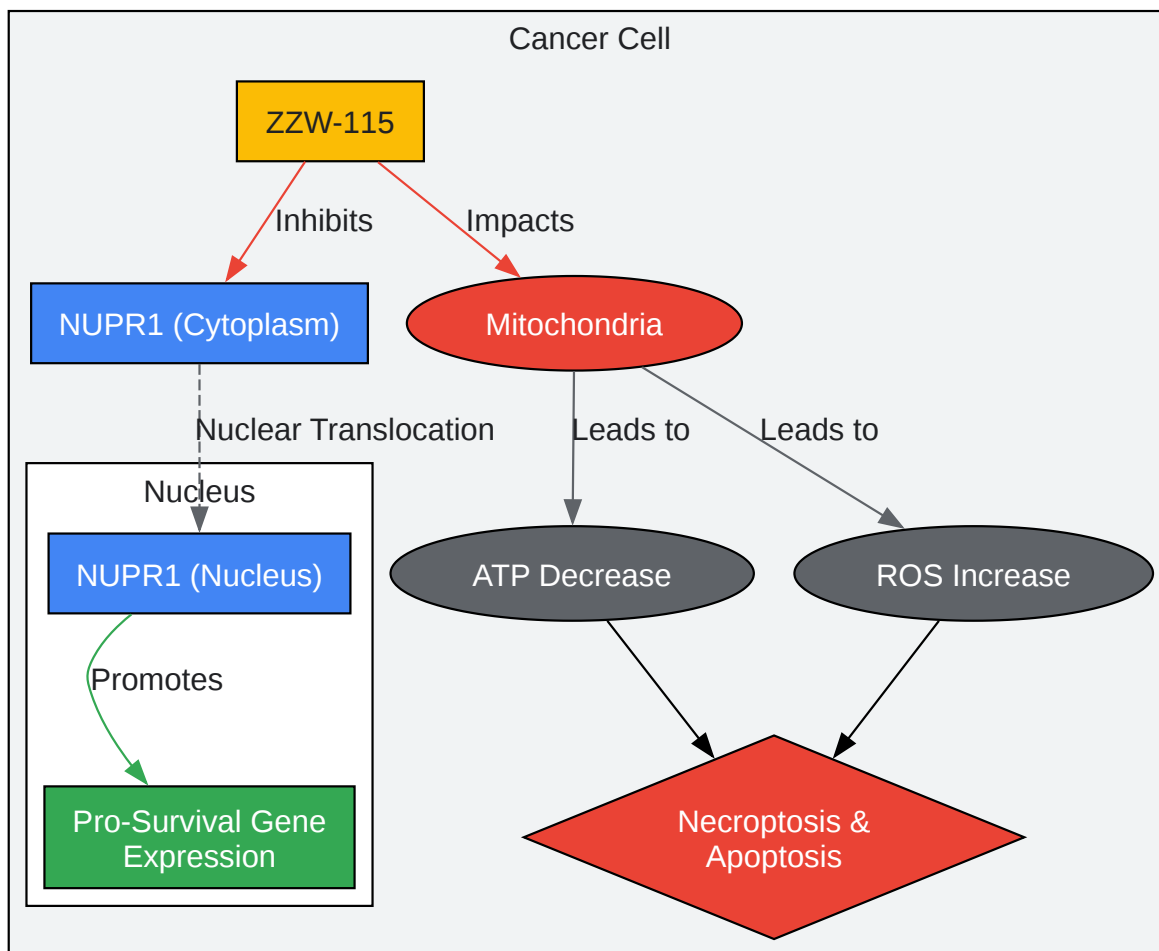 Cancer Cell
ZZW-115
Inhibits
Impacts
NUPR1 (Cytoplasm)
Mitochondria
Nuclear Translocation
Leads to
Leads to
Nucleus
NUPR1 (Nucleus)
ATP Decrease
ROS Increase
Promotes
Pro-Survival Gene
Expression
Necroptosis &
Apoptosis